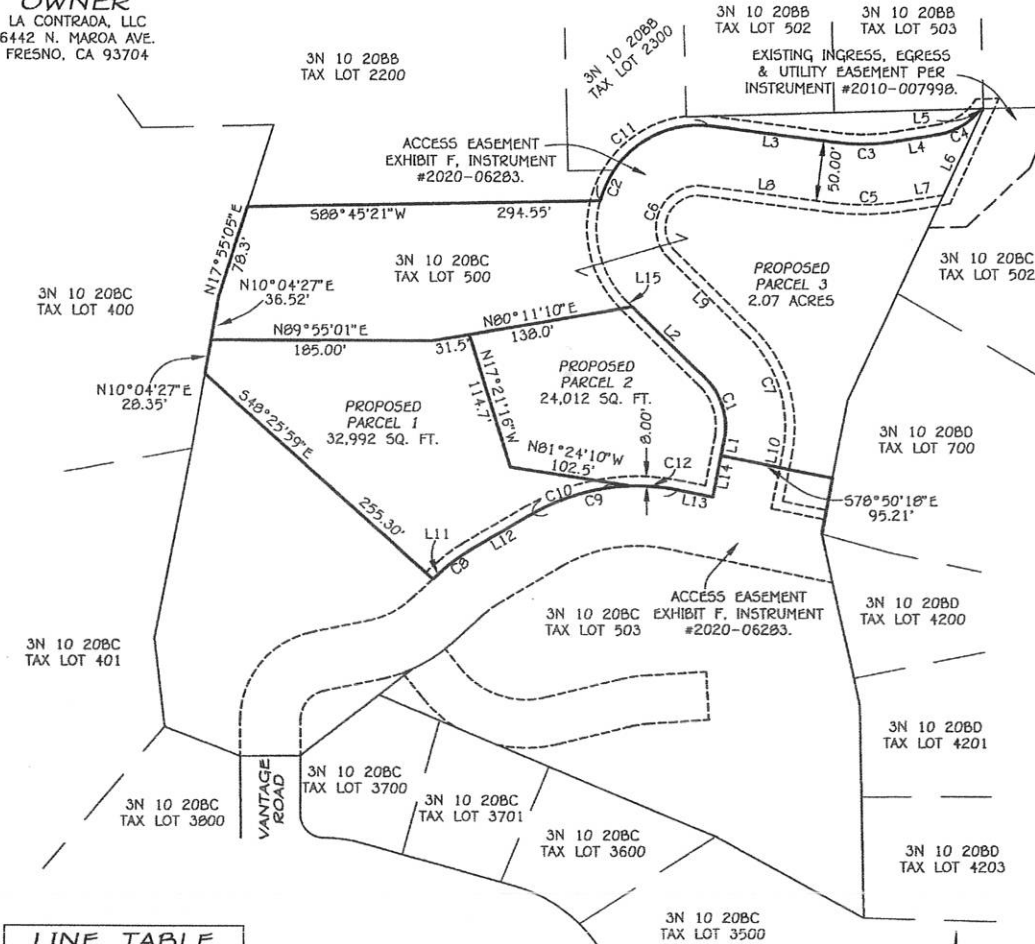 OWNER
LA CONTRADA, LLC
6442 N. MAROA AVE.
FRESNO, CA 93704
3N 10 20BB
TAX LOT 2200
3N 10 20BB
TAX LOT 2300
3N 10 20BB
TAX LOT 502
3N 10 20BB
TAX LOT 503
EXISTING INGRESS, EGRESS
& UTILITY EASEMENT PER
INSTRUMENT #2010-007998.
ACCESS EASEMENT
EXHIBIT F, INSTRUMENT
#2020-06283.
C11
C2
L3
C3
L4
L5
C4
L6
50.00'
L8
C5
L7
C6
S88°45'21"W
294.55'
N17°55'05"E
78.3'
3N 10 20BC
TAX LOT 500
N10°04'27"E
36.52'
3N 10 20BC
TAX LOT 400
3N 10 20BC
TAX LOT 502
PROPOSED
PARCEL 3
2.07 ACRES
L15
L9
N89°55'01"E
185.00'
N80°11'10"E
31.5'
138.0'
L2
N10°04'27"E
28.35'
S48°25'59"E
255.30'
N17°21'16"W
114.7'
PROPOSED
PARCEL 2
24,012 SQ. FT.
PROPOSED
PARCEL 1
32,992 SQ. FT.
C1
C7
8.00'
N81°24'10"W
102.5'
C12
L1
L10
L14
L13
3N 10 20BD
TAX LOT 700
S78°50'18"E
95.21'
C10
C9
L12
L11
C8
ACCESS EASEMENT
EXHIBIT F, INSTRUMENT
#2020-06283.
3N 10 20BC
TAX LOT 503
3N 10 20BD
TAX LOT 4200
3N 10 20BC
TAX LOT 401
3N 10 20BD
TAX LOT 4201
VANTAGE
ROAD
3N 10 20BC
TAX LOT 3800
3N 10 20BC
TAX LOT 3700
3N 10 20BC
TAX LOT 3701
3N 10 20BC
TAX LOT 3600
3N 10 20BD
TAX LOT 4203
3N 10 20BC
TAX LOT 3500
LINE TABLE